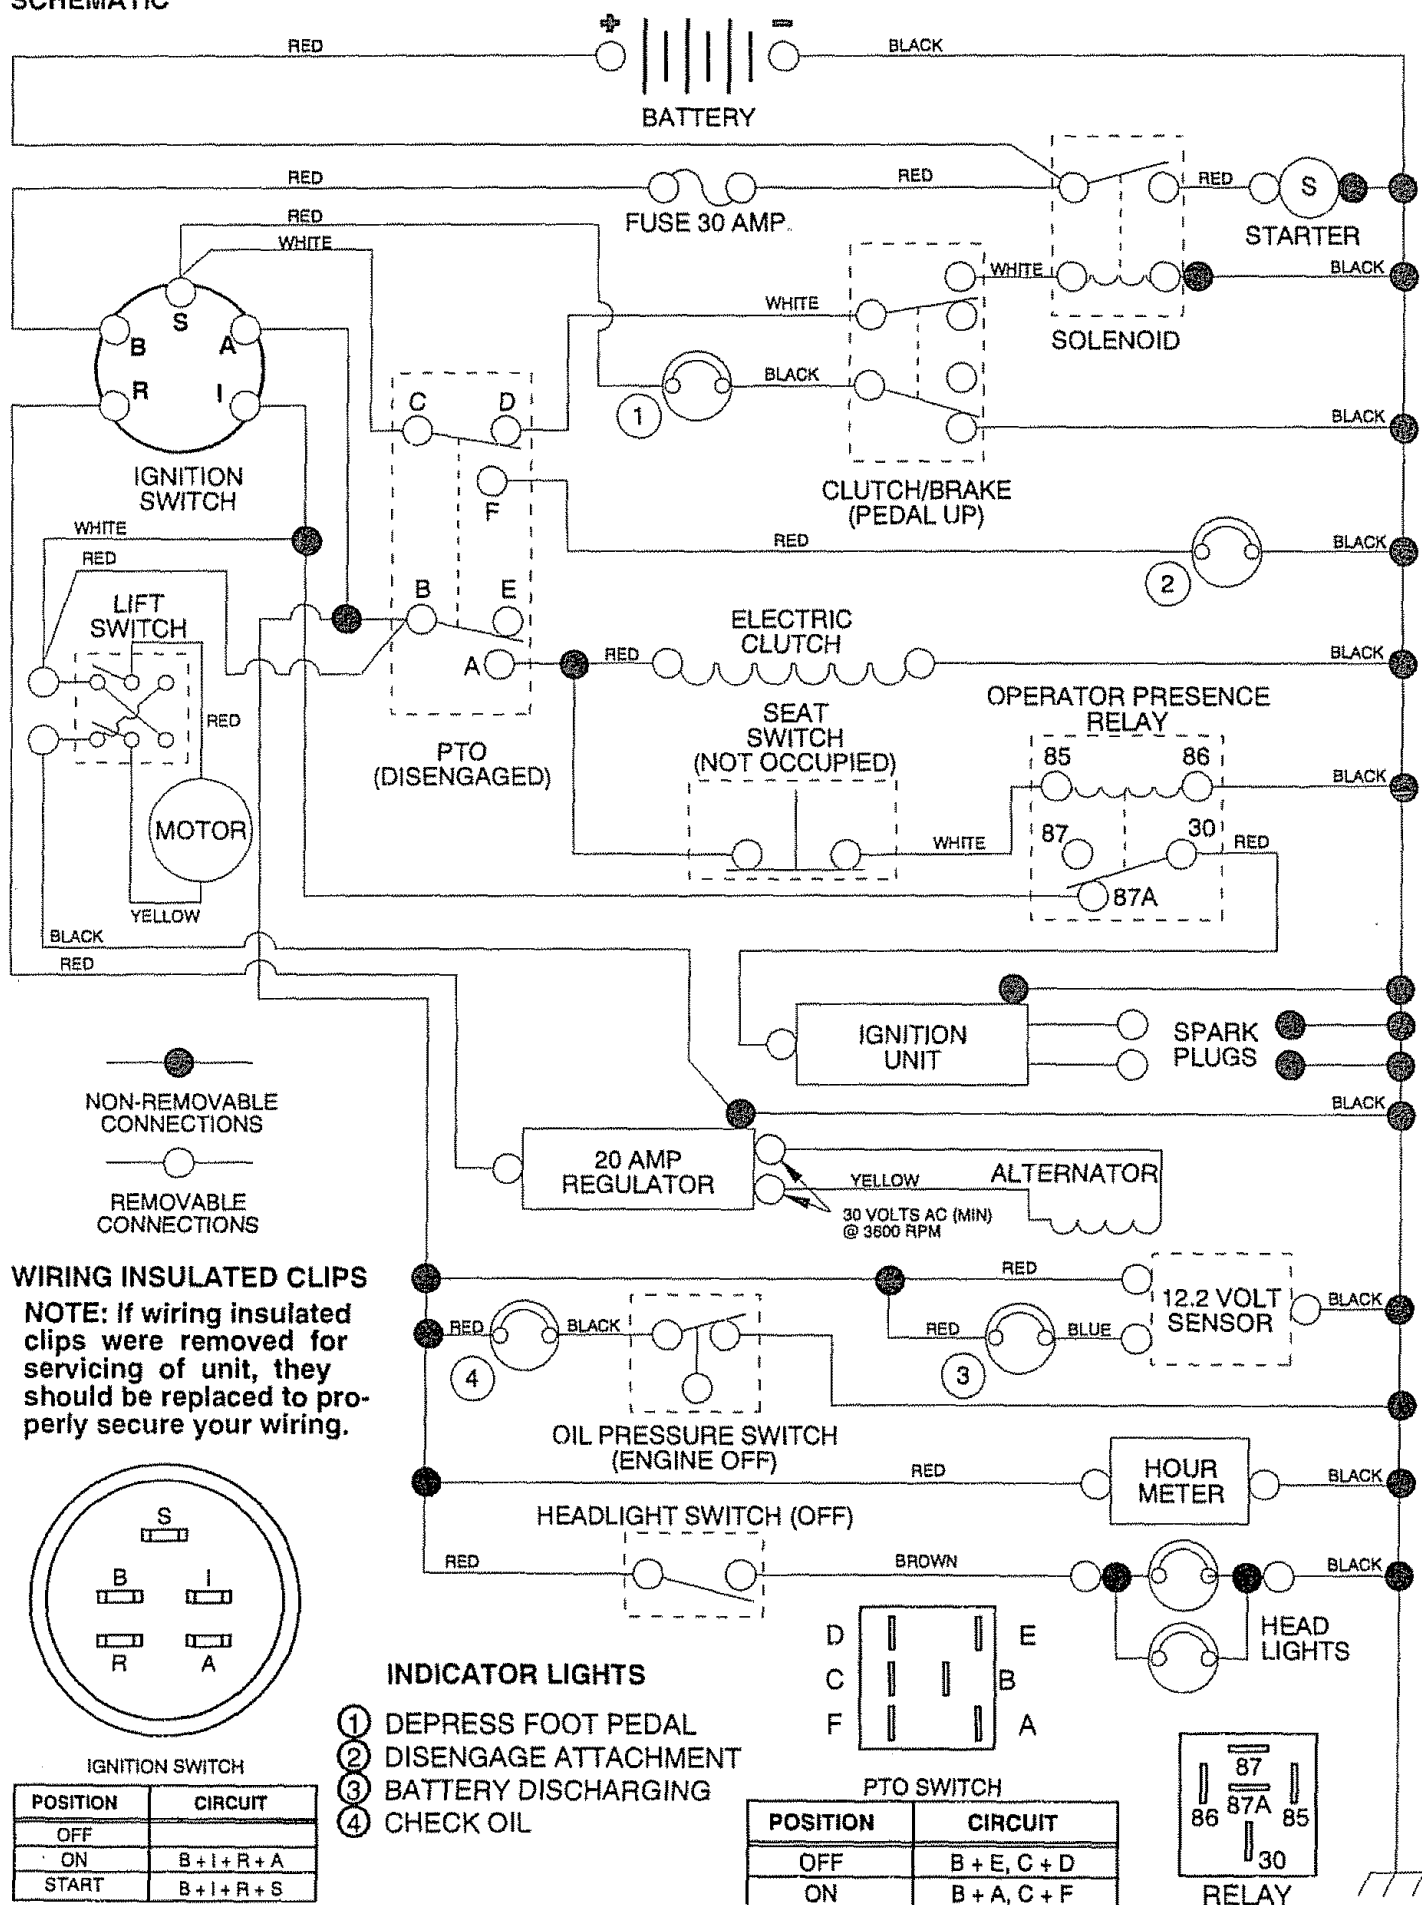 SCHEMATIC
+ −
RED
BLACK
BATTERY
RED
RED
RED
S
FUSE 30 AMP.
STARTER
RED
WHITE
WHITE
BLACK
S
WHITE
SOLENOID
B
A
R
I
1
BLACK
C
D
BLACK
IGNITION
SWITCH
F
CLUTCH/BRAKE
(PEDAL UP)
WHITE
RED
BLACK
RED
2
LIFT
SWITCH
B
E
ELECTRIC
CLUTCH
A
RED
BLACK
RED
PTO
(DISENGAGED)
SEAT
SWITCH
(NOT OCCUPIED)
OPERATOR PRESENCE
RELAY
85
86
BLACK
MOTOR
87
30
RED
WHITE
87A
YELLOW
BLACK
RED
IGNITION
UNIT
SPARK
PLUGS
NON-REMOVABLE
CONNECTIONS
BLACK
20 AMP
REGULATOR
ALTERNATOR
YELLOW
30 VOLTS AC (MIN)
@ 3600 RPM
REMOVABLE
CONNECTIONS
WIRING INSULATED CLIPS
NOTE: If wiring insulated
clips were removed for
servicing of unit, they
should be replaced to pro-
perly secure your wiring.
RED
12.2 VOLT
SENSOR
BLACK
RED
BLACK
RED
BLUE
4
3
OIL PRESSURE SWITCH
(ENGINE OFF)
RED
HOUR
METER
BLACK
HEADLIGHT SWITCH (OFF)
RED
BROWN
BLACK
HEAD
LIGHTS
S
B
I
R
A
IGNITION SWITCH
POSITION CIRCUIT
OFF
ON B + I + R + A
START B + I + R + S
INDICATOR LIGHTS
1 DEPRESS FOOT PEDAL
2 DISENGAGE ATTACHMENT
3 BATTERY DISCHARGING
4 CHECK OIL
D
E
C
B
F
A
PTO SWITCH
POSITION CIRCUIT
OFF B + E, C + D
ON B + A, C + F
87
86
87A
85
30
RELAY